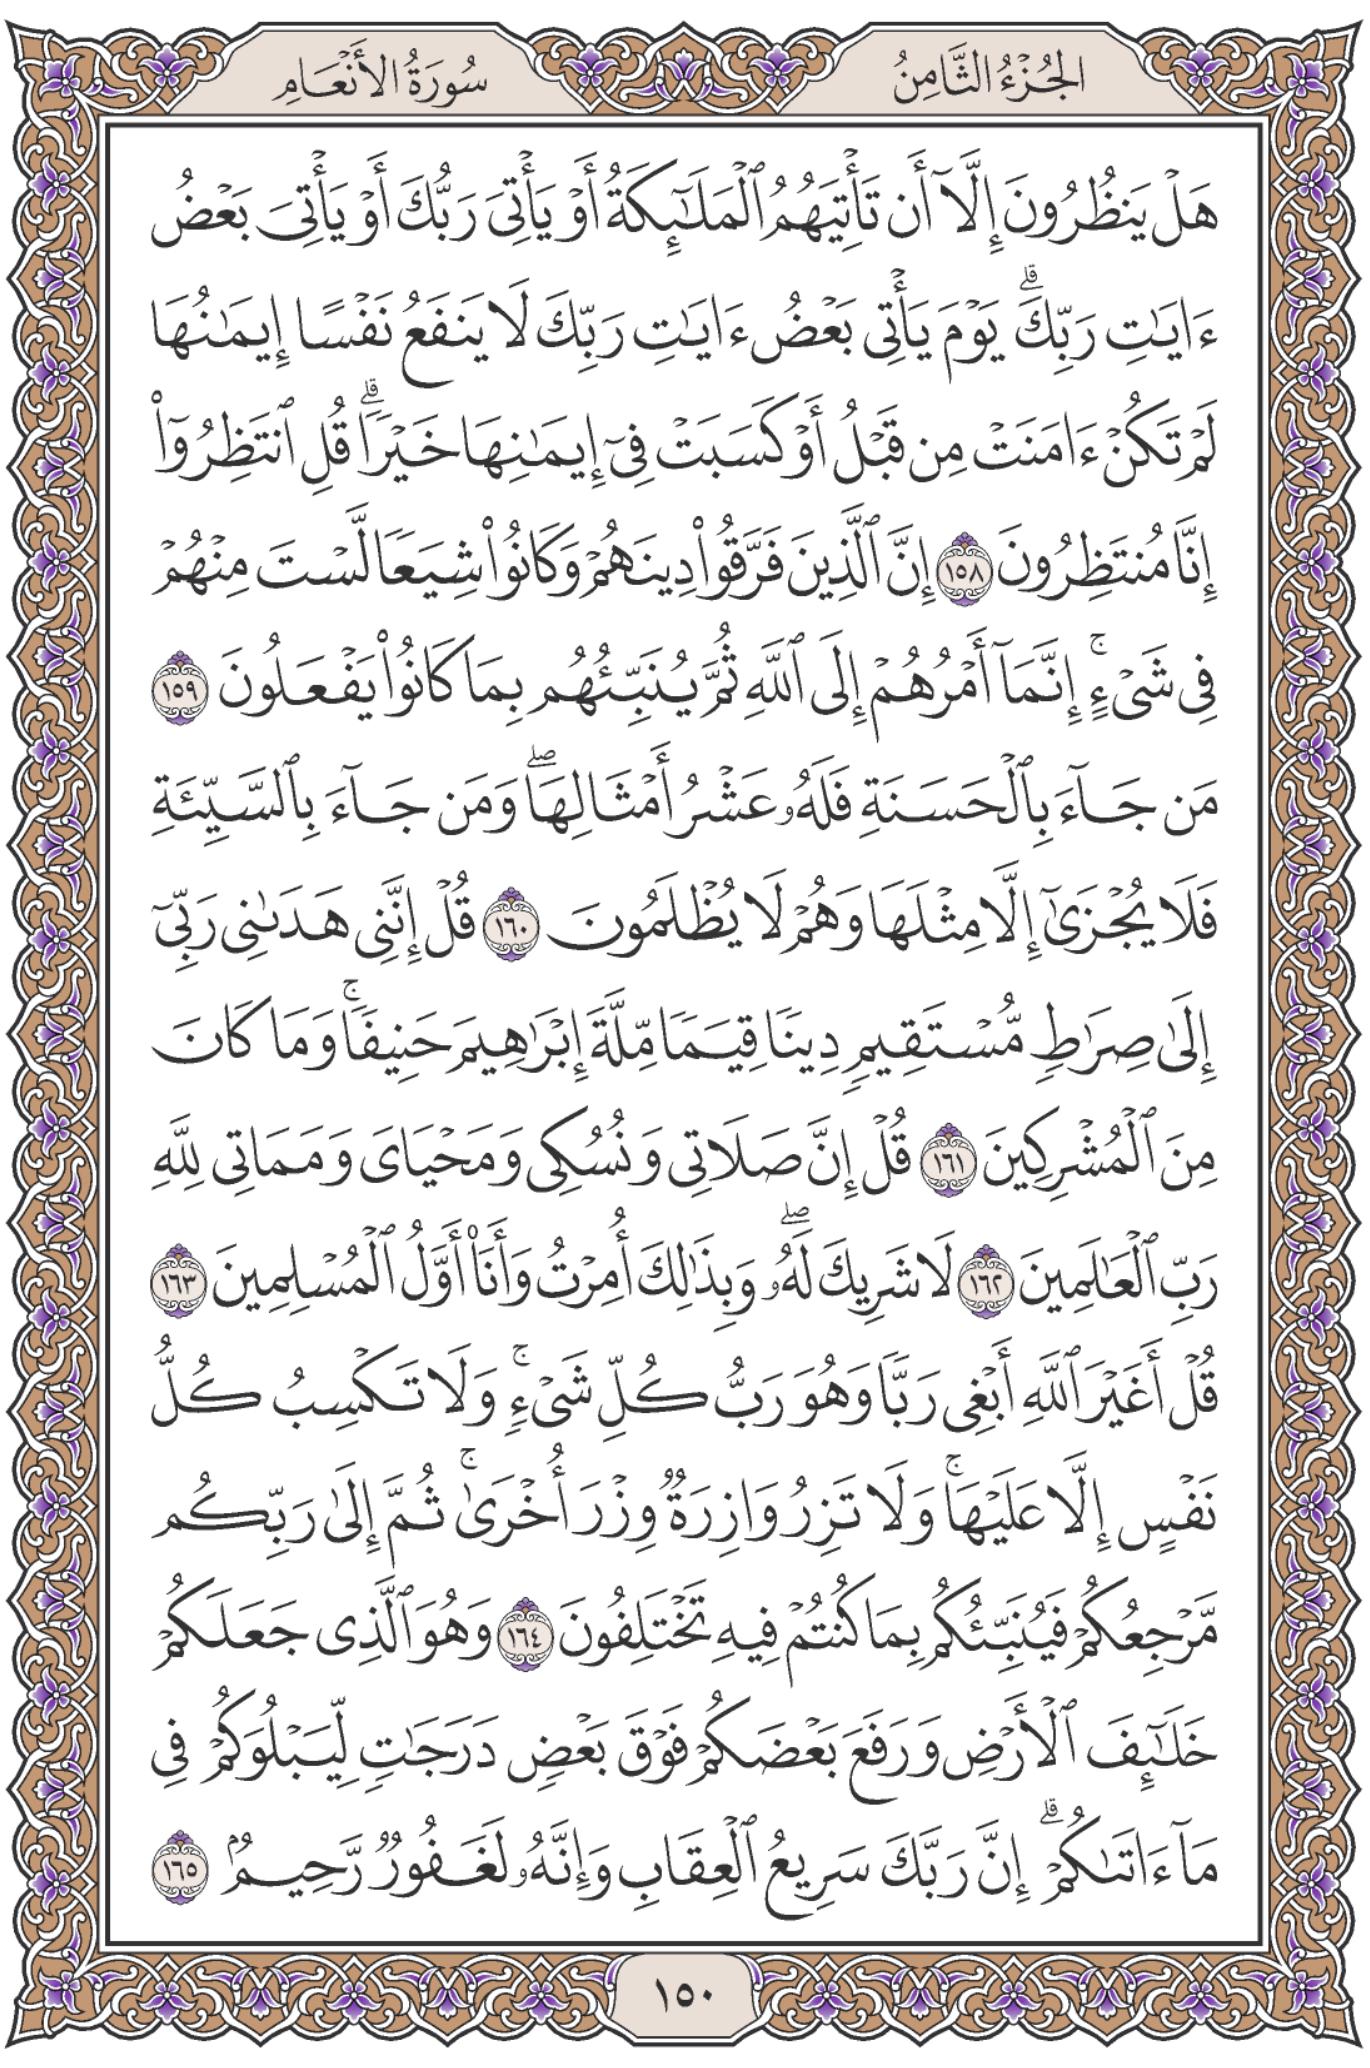 الجُزْءُ الثَّامِنُ
سُورَةُ الأَنْعَامِ
هَلۡ يَنظُرُونَ إِلَّآ أَن تَأۡتِيَهُمُ ٱلۡمَلَٰٓئِكَةُ أَوۡ يَأۡتِيَ رَبُّكَ أَوۡ يَأۡتِيَ بَعۡضُ
ءَايَٰتِ رَبِّكَۗ يَوۡمَ يَأۡتِي بَعۡضُ ءَايَٰتِ رَبِّكَ لَا يَنفَعُ نَفۡسًا إِيمَٰنُهَا
لَمۡ تَكُنۡ ءَامَنَتۡ مِن قَبۡلُ أَوۡ كَسَبَتۡ فِيٓ إِيمَٰنِهَا خَيۡرٗاۗ قُلِ ٱنتَظِرُوٓاْ
إِنَّا مُنتَظِرُونَ ١٥٨ إِنَّ ٱلَّذِينَ فَرَّقُواْ دِينَهُمۡ وَكَانُواْ شِيَعٗا لَّسۡتَ مِنۡهُمۡ
فِي شَيۡءٍۚ إِنَّمَآ أَمۡرُهُمۡ إِلَى ٱللَّهِ ثُمَّ يُنَبِّئُهُم بِمَا كَانُواْ يَفۡعَلُونَ ١٥٩
مَن جَآءَ بِٱلۡحَسَنَةِ فَلَهُۥ عَشۡرُ أَمۡثَالِهَاۖ وَمَن جَآءَ بِٱلسَّيِّئَةِ
فَلَا يُجۡزَىٰٓ إِلَّا مِثۡلَهَا وَهُمۡ لَا يُظۡلَمُونَ ١٦٠ قُلۡ إِنَّنِي هَدَىٰنِي رَبِّيٓ
إِلَىٰ صِرَٰطٖ مُّسۡتَقِيمٖ دِينٗا قِيَمٗا مِّلَّةَ إِبۡرَٰهِيمَ حَنِيفٗاۚ وَمَا كَانَ
مِنَ ٱلۡمُشۡرِكِينَ ١٦١ قُلۡ إِنَّ صَلَاتِي وَنُسُكِي وَمَحۡيَايَ وَمَمَاتِي لِلَّهِ
رَبِّ ٱلۡعَٰلَمِينَ ١٦٢ لَا شَرِيكَ لَهُۥۖ وَبِذَٰلِكَ أُمِرۡتُ وَأَنَا۠ أَوَّلُ ٱلۡمُسۡلِمِينَ ١٦٣
قُلۡ أَغَيۡرَ ٱللَّهِ أَبۡغِي رَبّٗا وَهُوَ رَبُّ كُلِّ شَيۡءٖۚ وَلَا تَكۡسِبُ كُلُّ
نَفۡسٍ إِلَّا عَلَيۡهَاۚ وَلَا تَزِرُ وَازِرَةٞ وِزۡرَ أُخۡرَىٰۚ ثُمَّ إِلَىٰ رَبِّكُم
مَّرۡجِعُكُمۡ فَيُنَبِّئُكُم بِمَا كُنتُمۡ فِيهِ تَخۡتَلِفُونَ ١٦٤ وَهُوَ ٱلَّذِي جَعَلَكُمۡ
خَلَٰٓئِفَ ٱلۡأَرۡضِ وَرَفَعَ بَعۡضَكُمۡ فَوۡقَ بَعۡضٖ دَرَجَٰتٖ لِّيَبۡلُوَكُمۡ فِي
مَآ ءَاتَىٰكُمۡۗ إِنَّ رَبَّكَ سَرِيعُ ٱلۡعِقَابِ وَإِنَّهُۥ لَغَفُورٞ رَّحِيمُۢ ١٦٥
١٥٠